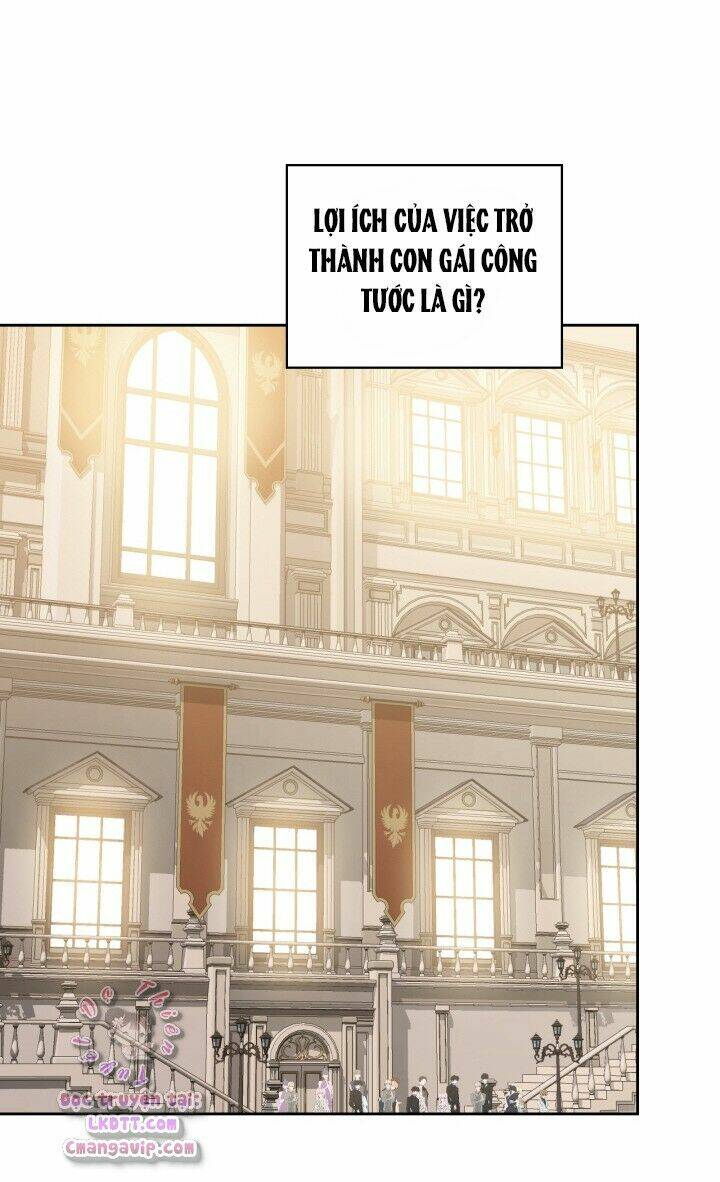 LỢI ÍCH CỦA VIỆC TRỞ
THÀNH CON GÁI CÔNG
TƯỚC LÀ GÌ?
Đọc truyện tại:
LKDTT.com
Cmangavip.com